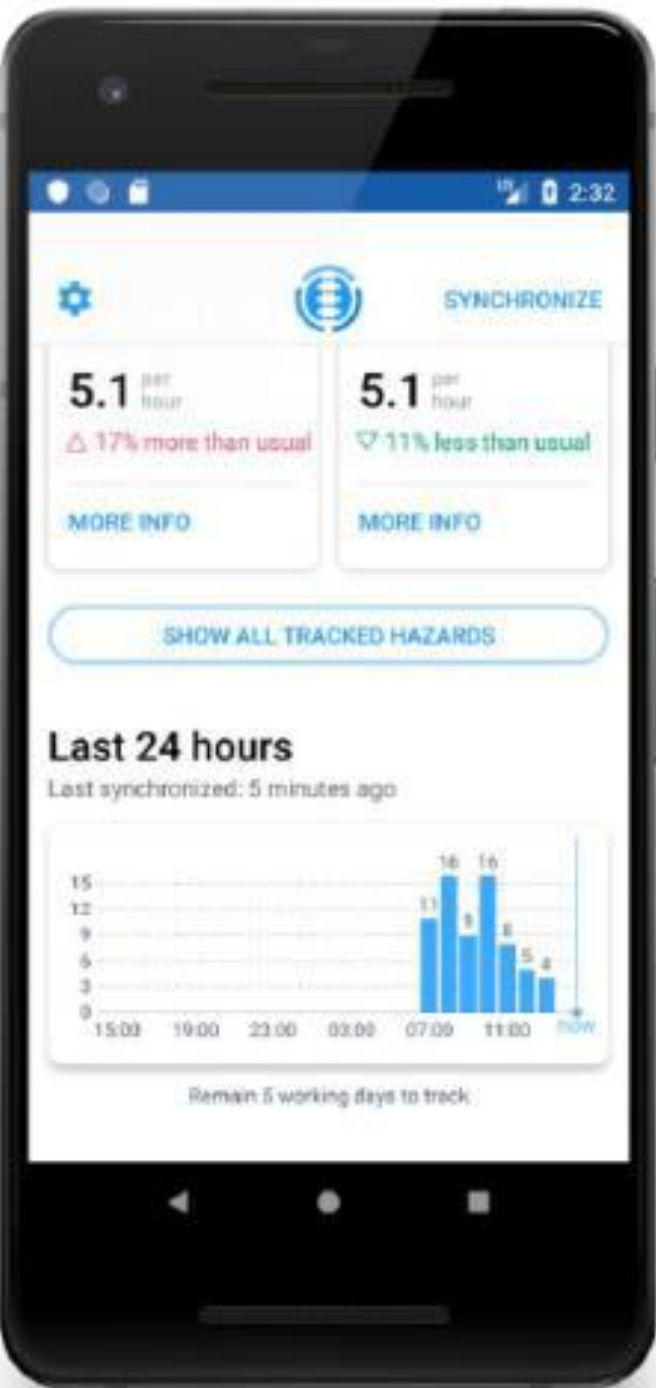 2:32
SYNCHRONIZE
5.1 per hour
△ 17% more than usual
MORE INFO
5.1 per hour
▽ 11% less than usual
MORE INFO
SHOW ALL TRACKED HAZARDS
Last 24 hours
Last synchronized: 5 minutes ago
15
12
9
6
3
0
11 16 9 16 8 5 4
15:00 19:00 23:00 03:00 07:00 11:00 now
Remain 5 working days to track